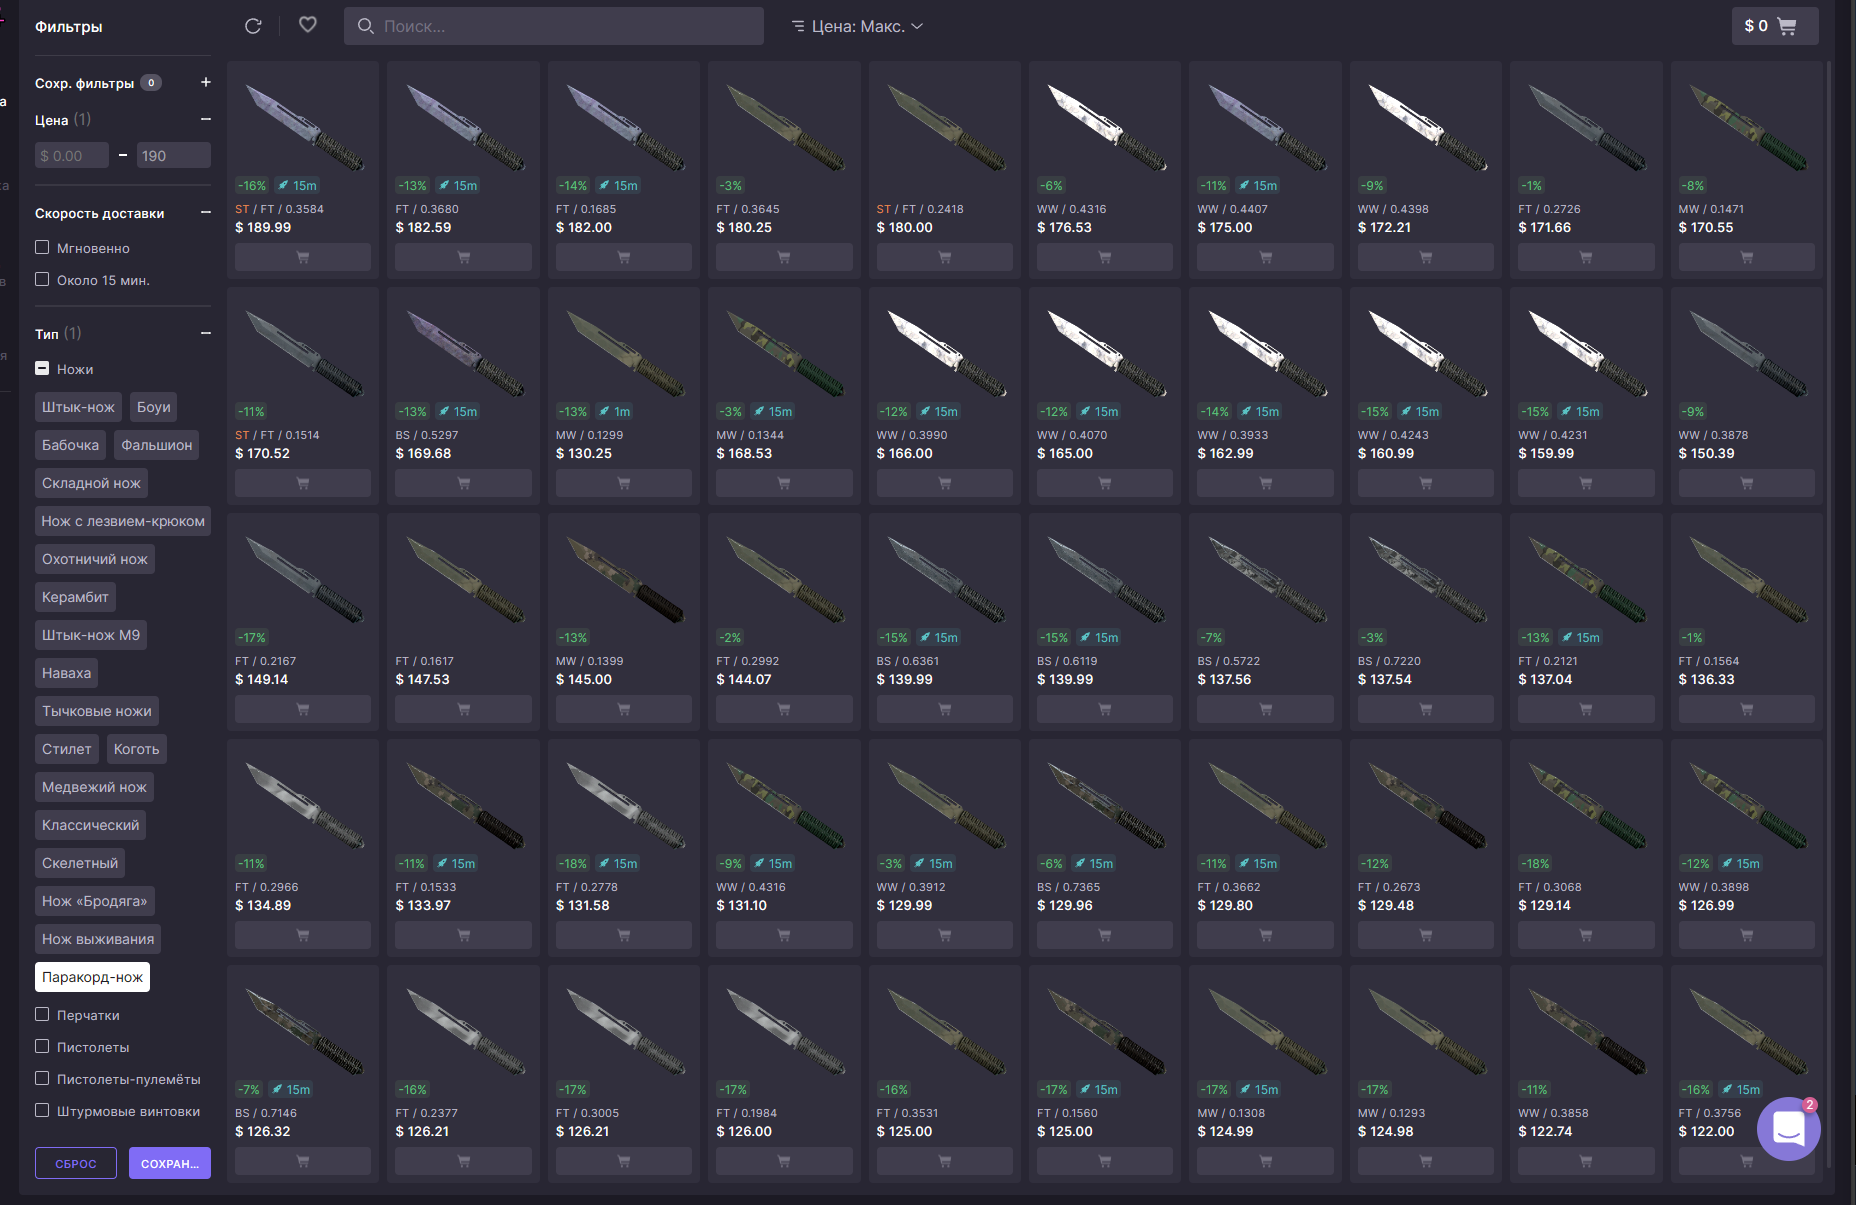 Фильтры
Поиск...
Цена: Макс.
$ 0
Сохр. фильтры 0
Цена (1)
$ 0.00 – 190
Скорость доставки
Мгновенно
Около 15 мин.
Тип (1)
Ножи
Штык-нож Боуи
Бабочка Фальшион
Складной нож
Нож с лезвием-крюком
Охотничий нож
Керамбит
Штык-нож M9
Наваха
Тычковые ножи
Стилет Коготь
Медвежий нож
Классический
Скелетный
Нож «Бродяга»
Нож выживания
Паракорд-нож
Перчатки
Пистолеты
Пистолеты-пулемёты
Штурмовые винтовки
СБРОС СОХРАН...
-16% 15m -13% 15m -14% 15m -3% -6% -11% 15m -9% -1% -8%
ST / FT / 0.3584 FT / 0.3680 FT / 0.1685 FT / 0.3645 ST / FT / 0.2418 WW / 0.4316 WW / 0.4407 WW / 0.4398 FT / 0.2726 MW / 0.1471
$ 189.99 $ 182.59 $ 182.00 $ 180.25 $ 180.00 $ 176.53 $ 175.00 $ 172.21 $ 171.66 $ 170.55
-11% -13% 15m -13% 1m -3% 15m -12% 15m -12% 15m -14% 15m -15% 15m -15% 15m -9%
ST / FT / 0.1514 BS / 0.5297 MW / 0.1299 MW / 0.1344 WW / 0.3990 WW / 0.4070 WW / 0.3933 WW / 0.4243 WW / 0.4231 WW / 0.3878
$ 170.52 $ 169.68 $ 130.25 $ 168.53 $ 166.00 $ 165.00 $ 162.99 $ 160.99 $ 159.99 $ 150.39
-17% -13% -2% -15% 15m -15% 15m -7% -3% -13% 15m -1%
FT / 0.2167 FT / 0.1617 MW / 0.1399 FT / 0.2992 BS / 0.6361 BS / 0.6119 BS / 0.5722 BS / 0.7220 FT / 0.2121 FT / 0.1564
$ 149.14 $ 147.53 $ 145.00 $ 144.07 $ 139.99 $ 139.99 $ 137.56 $ 137.54 $ 137.04 $ 136.33
-11% -11% 15m -18% 15m -9% 15m -3% 15m -6% 15m -11% 15m -12% -18% -12% 15m
FT / 0.2966 FT / 0.1533 FT / 0.2778 WW / 0.4316 WW / 0.3912 BS / 0.7365 FT / 0.3662 FT / 0.2673 FT / 0.3068 WW / 0.3898
$ 134.89 $ 133.97 $ 131.58 $ 131.10 $ 129.99 $ 129.96 $ 129.80 $ 129.48 $ 129.14 $ 126.99
-7% 15m -16% -17% -17% -16% -17% 15m -17% 15m -17% -11% -16% 15m
BS / 0.7146 FT / 0.2377 FT / 0.3005 FT / 0.1984 FT / 0.3531 FT / 0.1560 MW / 0.1308 MW / 0.1293 WW / 0.3858 FT / 0.3756
$ 126.32 $ 126.21 $ 126.21 $ 126.00 $ 125.00 $ 125.00 $ 124.99 $ 124.98 $ 122.74 $ 122.00
2